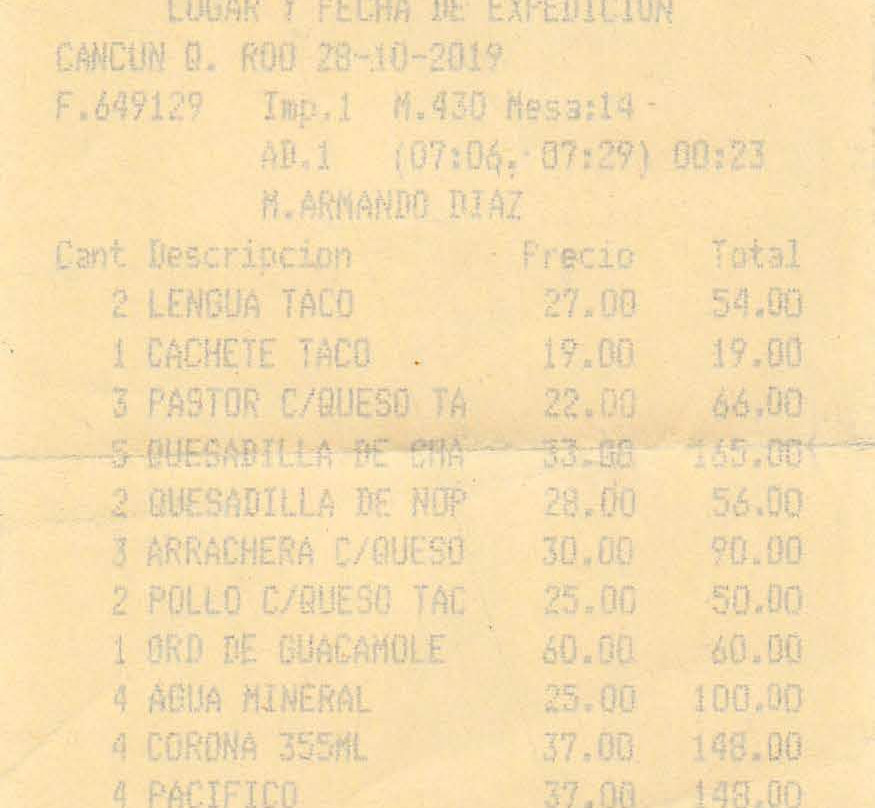 LUGAR Y FECHA DE EXPEDICION
CANCUN Q. ROO 28-10-2019
F.649129 Imp.1 M.430 Mesa:14
AB.1 (07:06, 07:29) 00:23
M.ARMANDO DIAZ
Cant Descripcion Precio Total
2 LENGUA TACO 27.00 54.00
1 CACHETE TACO 19.00 19.00
3 PASTOR C/QUESO TA 22.00 66.00
5 QUESADILLA DE CHA 33.00 165.00
2 QUESADILLA DE NOP 28.00 56.00
3 ARRACHERA C/QUESO 30.00 90.00
2 POLLO C/QUESO TAC 25.00 50.00
1 ORD DE GUACAMOLE 60.00 60.00
4 AGUA MINERAL 25.00 100.00
4 CORONA 355ML 37.00 148.00
4 PACIFICO 37.00 148.00